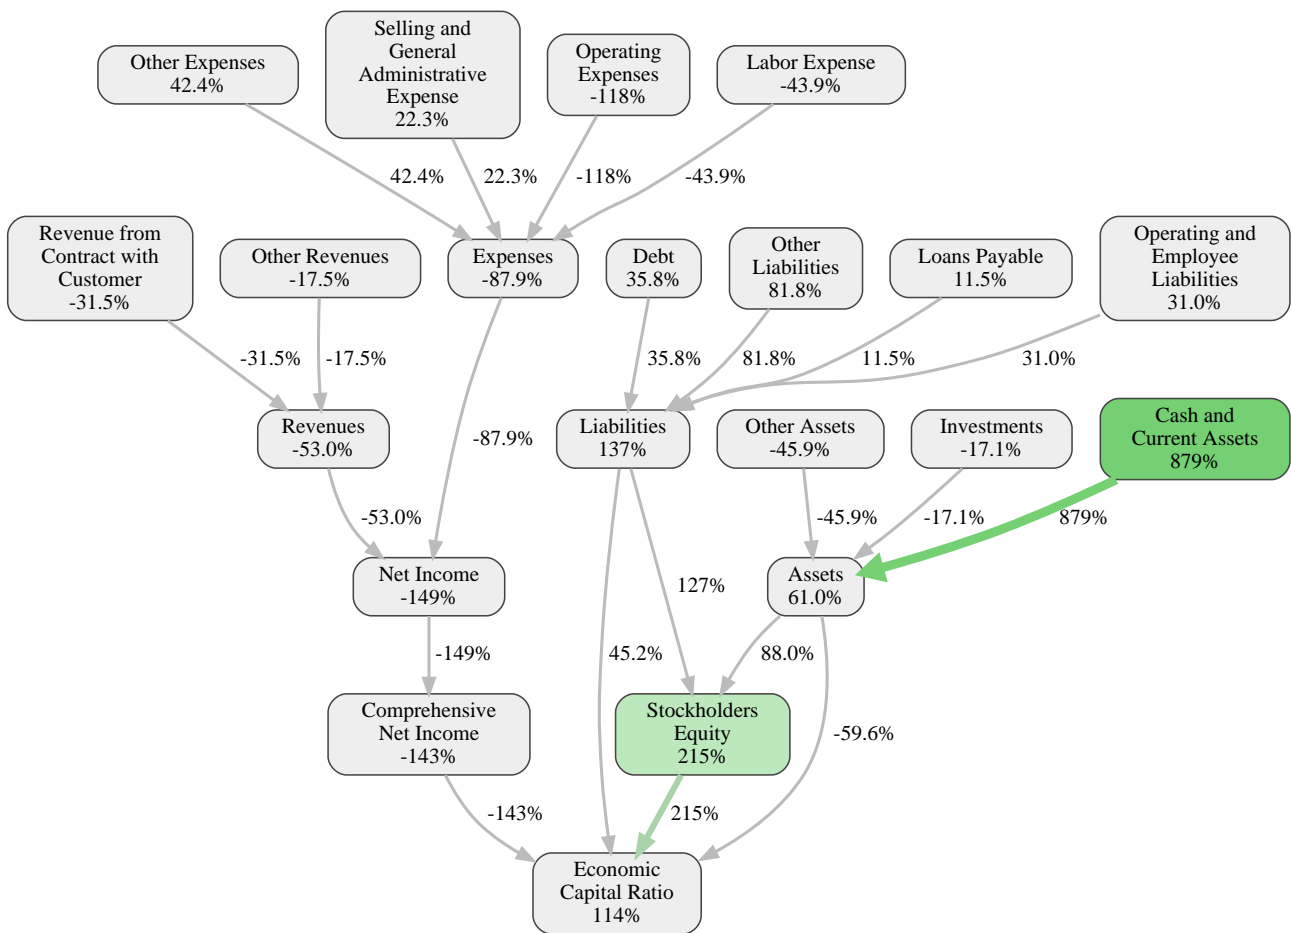 Other Expenses
42.4%
Selling and
General
Administrative
Expense
22.3%
Operating
Expenses
-118%
Labor Expense
-43.9%
42.4%
22.3%
-118%
-43.9%
Revenue from
Contract with
Customer
-31.5%
Other Revenues
-17.5%
Expenses
-87.9%
Debt
35.8%
Other
Liabilities
81.8%
Loans Payable
11.5%
Operating and
Employee
Liabilities
31.0%
-31.5%
-17.5%
35.8%
81.8%
11.5%
31.0%
Revenues
-53.0%
-87.9%
Liabilities
137%
Other Assets
-45.9%
Investments
-17.1%
Cash and
Current Assets
879%
-53.0%
-45.9%
-17.1%
879%
Net Income
-149%
127%
Assets
61.0%
-149%
45.2%
88.0%
Comprehensive
Net Income
-143%
Stockholders
Equity
215%
-59.6%
-143%
215%
Economic
Capital Ratio
114%